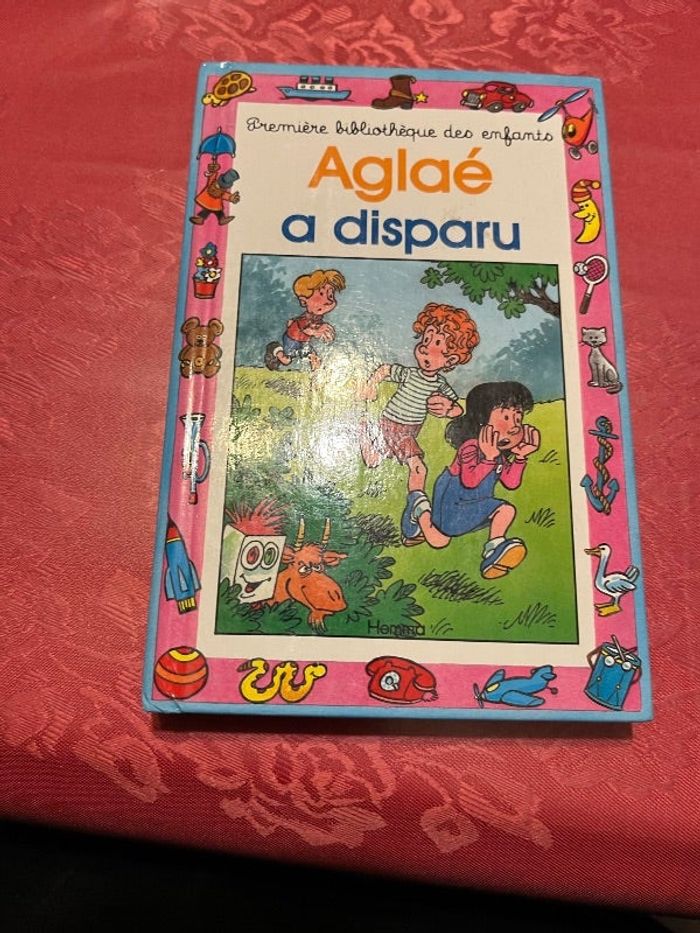 Première bibliothèque des enfants
Aglaé
a disparu
Hemma